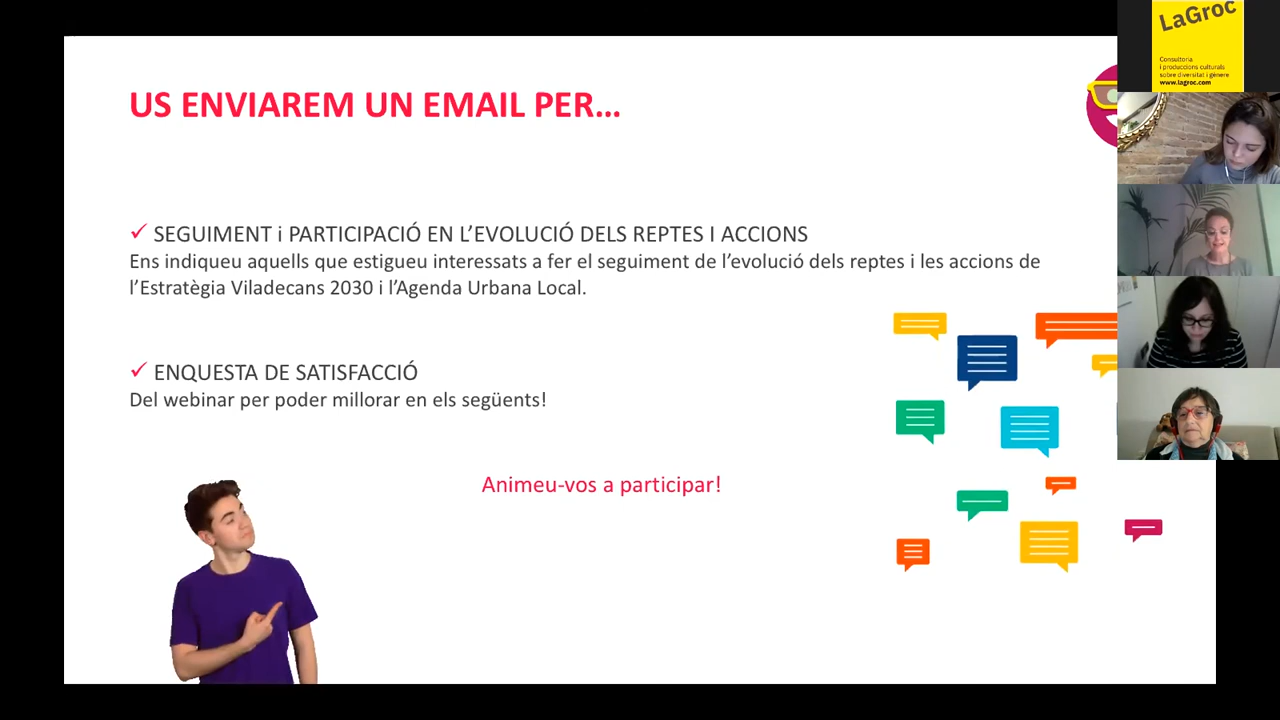 US ENVIAREM UN EMAIL PER...
✓ SEGUIMENT i PARTICIPACIÓ EN L’EVOLUCIÓ DELS REPTES I ACCIONS
Ens indiqueu aquells que estigueu interessats a fer el seguiment de l’evolució dels reptes i les accions de
l’Estratègia Viladecans 2030 i l’Agenda Urbana Local.
✓ ENQUESTA DE SATISFACCIÓ
Del webinar per poder millorar en els següents!
Animeu-vos a participar!
LaGroc
Consultoria
i produccions culturals
sobre diversitat i gènere
www.lagroc.com